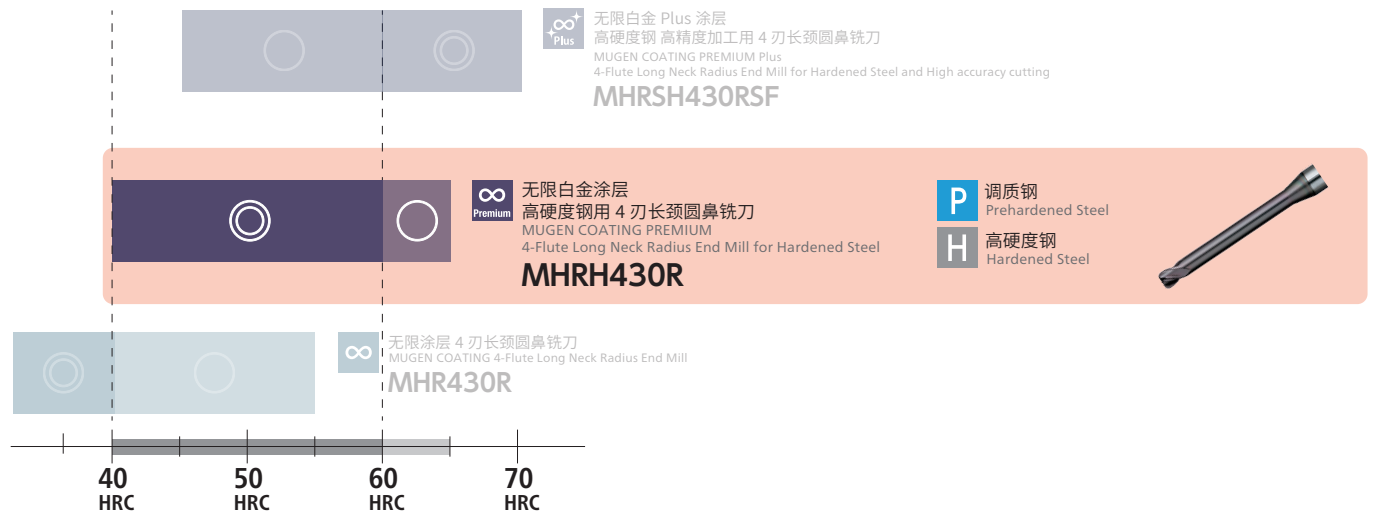 ∞
Plus
无限白金 Plus 涂层
高硬度钢 高精度加工用 4 刃长颈圆鼻铣刀
MUGEN COATING PREMIUM Plus
4-Flute Long Neck Radius End Mill for Hardened Steel and High accuracy cutting
MHRSH430RSF
∞
Premium
无限白金涂层
高硬度钢用 4 刃长颈圆鼻铣刀
MUGEN COATING PREMIUM
4-Flute Long Neck Radius End Mill for Hardened Steel
MHRH430R
P
调质钢
Prehardened Steel
H
高硬度钢
Hardened Steel
∞
无限涂层 4 刃长颈圆鼻铣刀
MUGEN COATING 4-Flute Long Neck Radius End Mill
MHR430R
40 50 60 70
HRC HRC HRC HRC